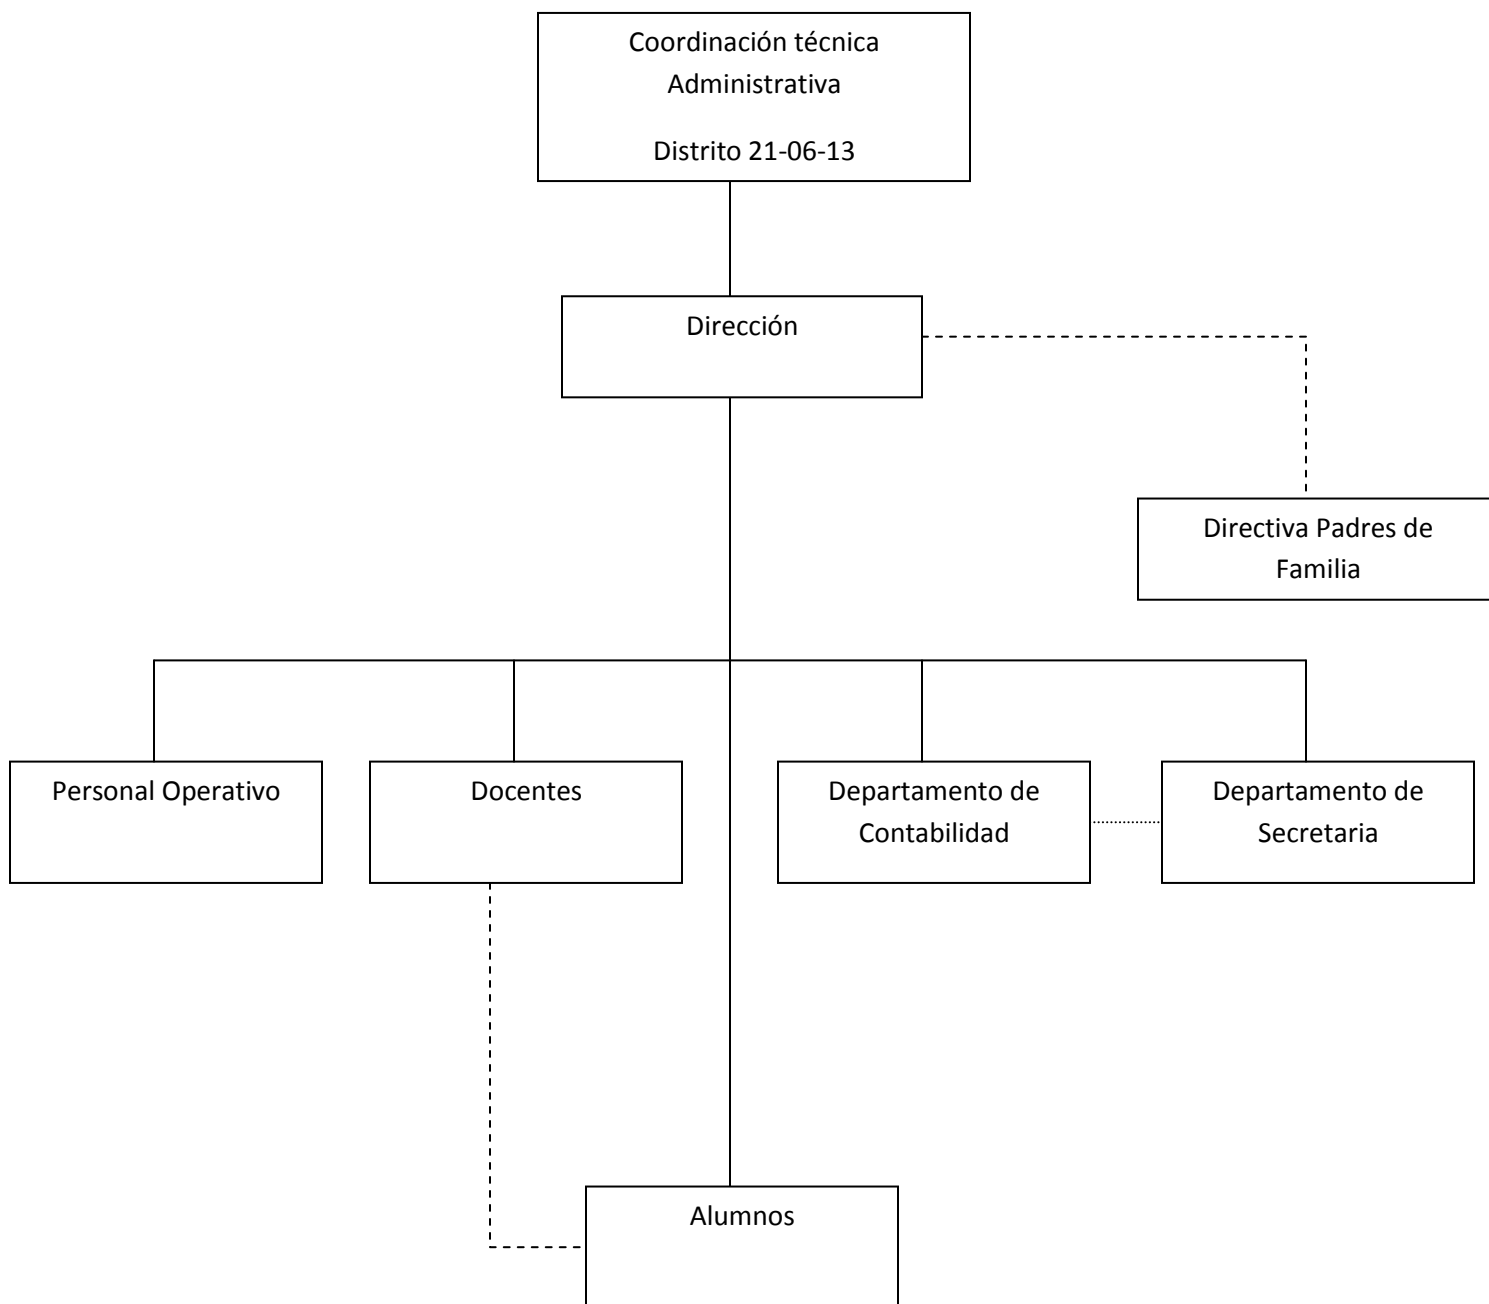 Coordinación técnica
Administrativa
Distrito 21-06-13
Dirección
Directiva Padres de
Familia
Personal Operativo
Docentes
Departamento de
Contabilidad
Departamento de
Secretaria
Alumnos